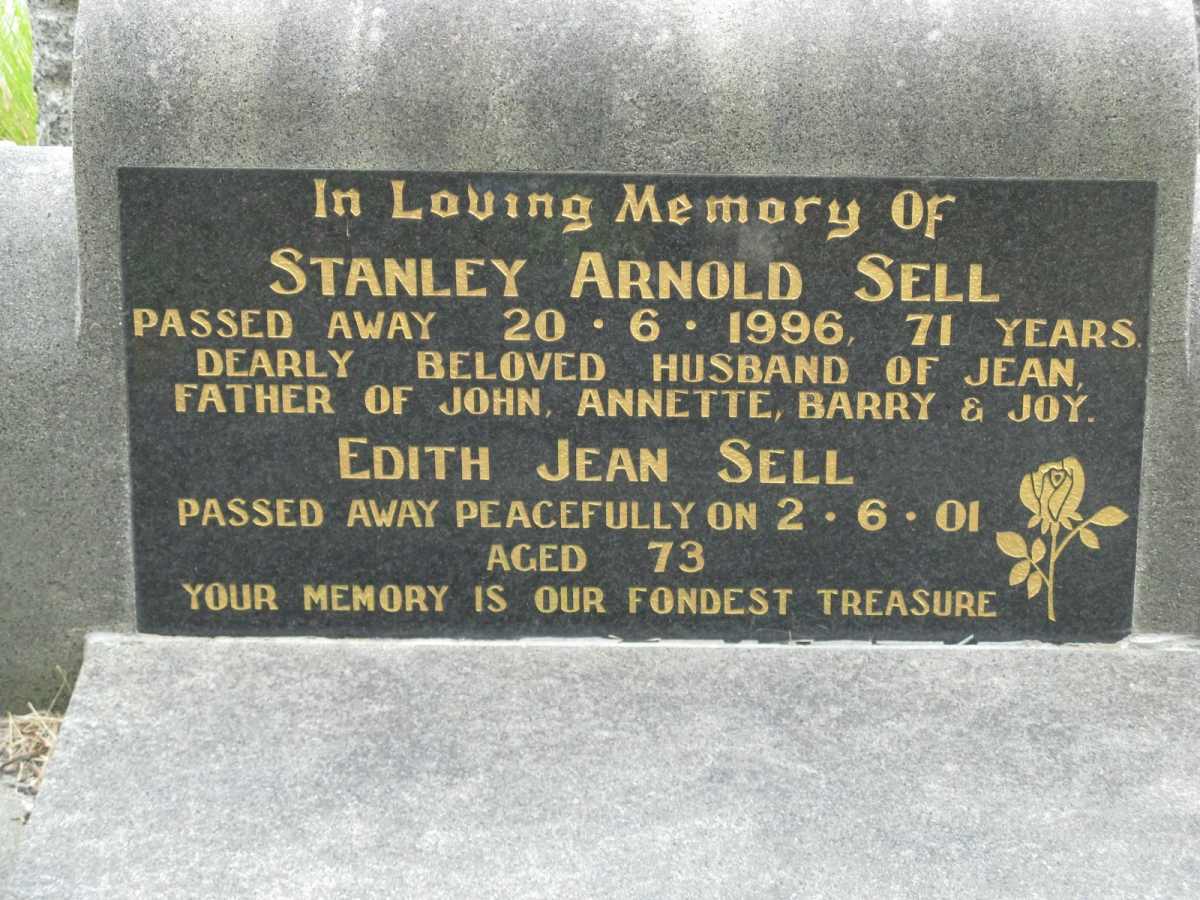 In Loving Memory Of
STANLEY ARNOLD SELL
PASSED AWAY 20 · 6 · 1996, 71 YEARS.
DEARLY BELOVED HUSBAND OF JEAN,
FATHER OF JOHN, ANNETTE, BARRY & JOY.
EDITH JEAN SELL
PASSED AWAY PEACEFULLY ON 2 · 6 · 01
AGED 73
YOUR MEMORY IS OUR FONDEST TREASURE